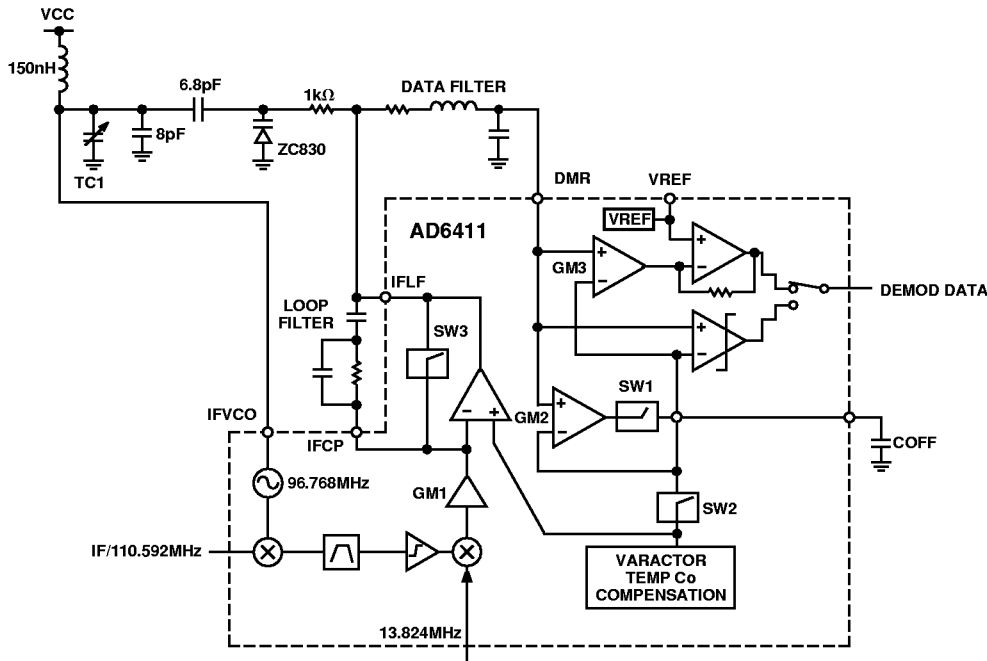 VCC
150nH
6.8pF
1kΩ
DATA FILTER
8pF
ZC830
TC1
DMR
VREF
VREF
AD6411
+
−
+
−
GM3
IFLF
DEMOD DATA
LOOP
FILTER
SW3
+
−
SW1
−
+
GM2
+
−
IFVCO
IFCP
COFF
96.768MHz
GM1
SW2
IF/110.592MHz
VARACTOR
TEMP Co
COMPENSATION
13.824MHz